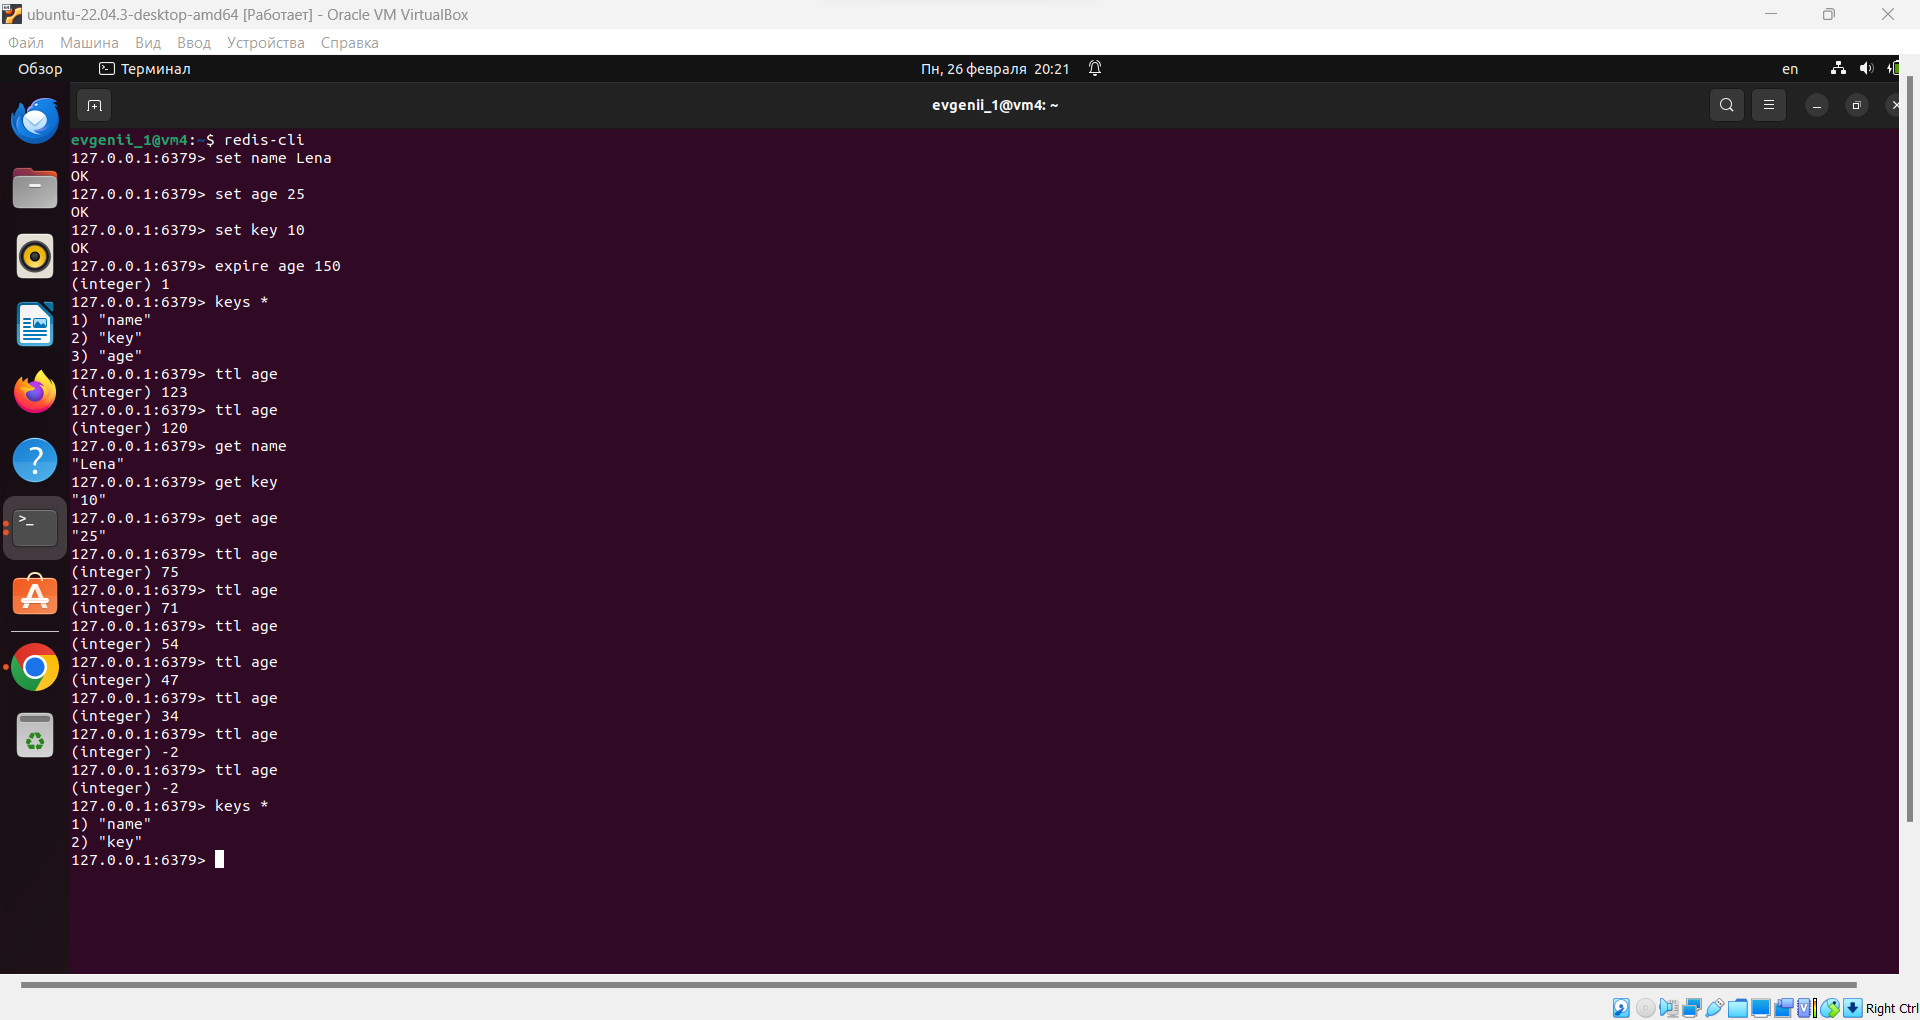 ubuntu-22.04.3-desktop-amd64 [Работает] - Oracle VM VirtualBox
Файл Машина Вид Ввод Устройства Справка
Обзор Терминал Пн, 26 февраля 20:21 en
evgenii_1@vm4: ~
evgenii_1@vm4:~$ redis-cli
127.0.0.1:6379> set name Lena
OK
127.0.0.1:6379> set age 25
OK
127.0.0.1:6379> set key 10
OK
127.0.0.1:6379> expire age 150
(integer) 1
127.0.0.1:6379> keys *
1) "name"
2) "key"
3) "age"
127.0.0.1:6379> ttl age
(integer) 123
127.0.0.1:6379> ttl age
(integer) 120
127.0.0.1:6379> get name
"Lena"
127.0.0.1:6379> get key
"10"
127.0.0.1:6379> get age
"25"
127.0.0.1:6379> ttl age
(integer) 75
127.0.0.1:6379> ttl age
(integer) 71
127.0.0.1:6379> ttl age
(integer) 54
127.0.0.1:6379> ttl age
(integer) 47
127.0.0.1:6379> ttl age
(integer) 34
127.0.0.1:6379> ttl age
(integer) -2
127.0.0.1:6379> ttl age
(integer) -2
127.0.0.1:6379> keys *
1) "name"
2) "key"
127.0.0.1:6379>
Right Ctrl